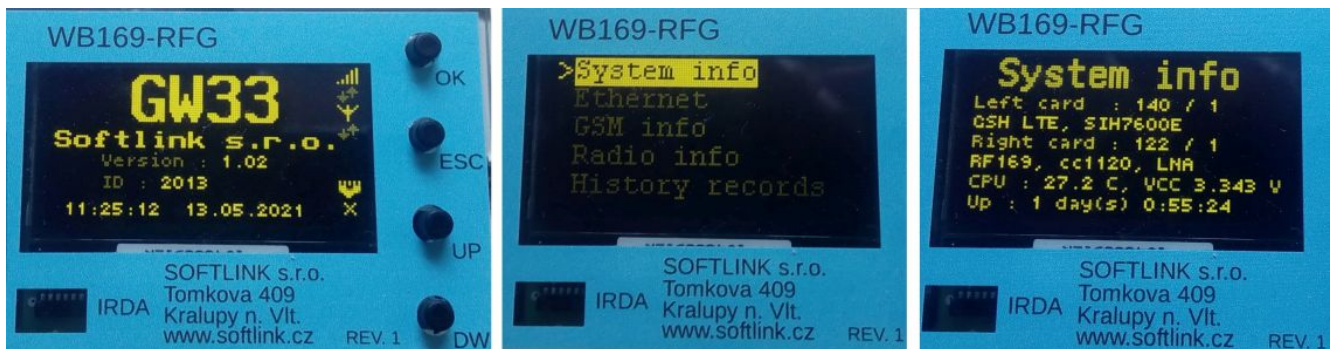 WB169-RFG
OK
ESC
UP
DW
GW33
Softlink s.r.o.
Version : 1.02
ID : 2013
11:25:12 13.05.2021
IRDA
SOFTLINK s.r.o.
Tomkova 409
Kralupy n. Vlt.
www.softlink.cz
REV. 1
WB169-RFG
>System info
Ethernet
GSM info
Radio info
History records
IRDA
SOFTLINK s.r.o.
Tomkova 409
Kralupy n. Vlt.
www.softlink.cz
REV. 1
WB169-RFG
System info
Left card : 140 / 1
GSM LTE, SIM7600E
Right card : 122 / 1
RF169, cc1120, LNA
CPU : 27.2 C, VCC 3.343 V
Up : 1 day(s) 0:55:24
IRDA
SOFTLINK s.r.o.
Tomkova 409
Kralupy n. Vlt.
www.softlink.cz
REV. 1